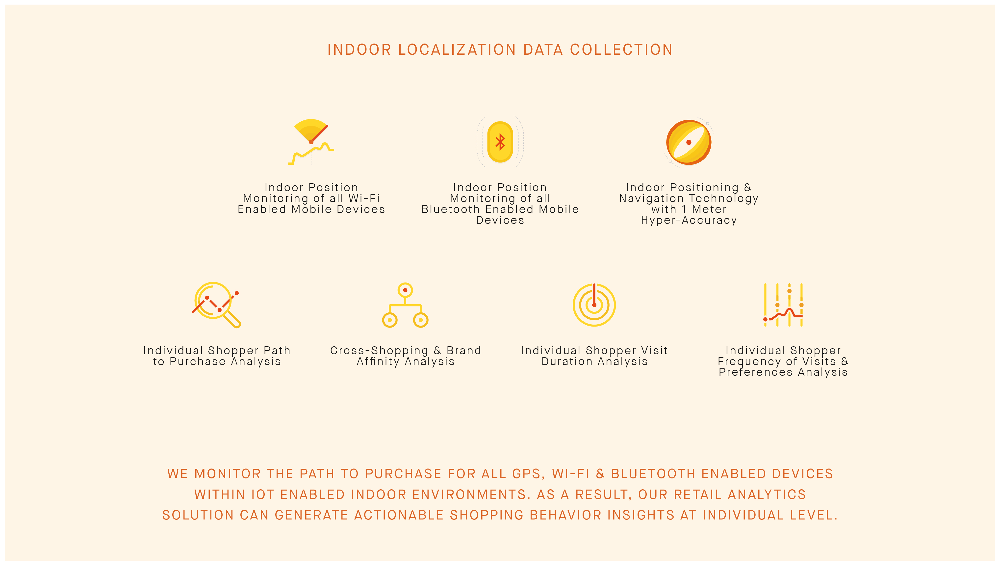 INDOOR LOCALIZATION DATA COLLECTION
Indoor Position
Monitoring of all Wi-Fi
Enabled Mobile Devices
Indoor Position
Monitoring of all
Bluetooth Enabled Mobile
Devices
Indoor Positioning &
Navigation Technology
with 1 Meter
Hyper-Accuracy
Individual Shopper Path
to Purchase Analysis
Cross-Shopping & Brand
Affinity Analysis
Individual Shopper Visit
Duration Analysis
Individual Shopper
Frequency of Visits &
Preferences Analysis
WE MONITOR THE PATH TO PURCHASE FOR ALL GPS, WI-FI & BLUETOOTH ENABLED DEVICES
WITHIN IOT ENABLED INDOOR ENVIRONMENTS. AS A RESULT, OUR RETAIL ANALYTICS
SOLUTION CAN GENERATE ACTIONABLE SHOPPING BEHAVIOR INSIGHTS AT INDIVIDUAL LEVEL.